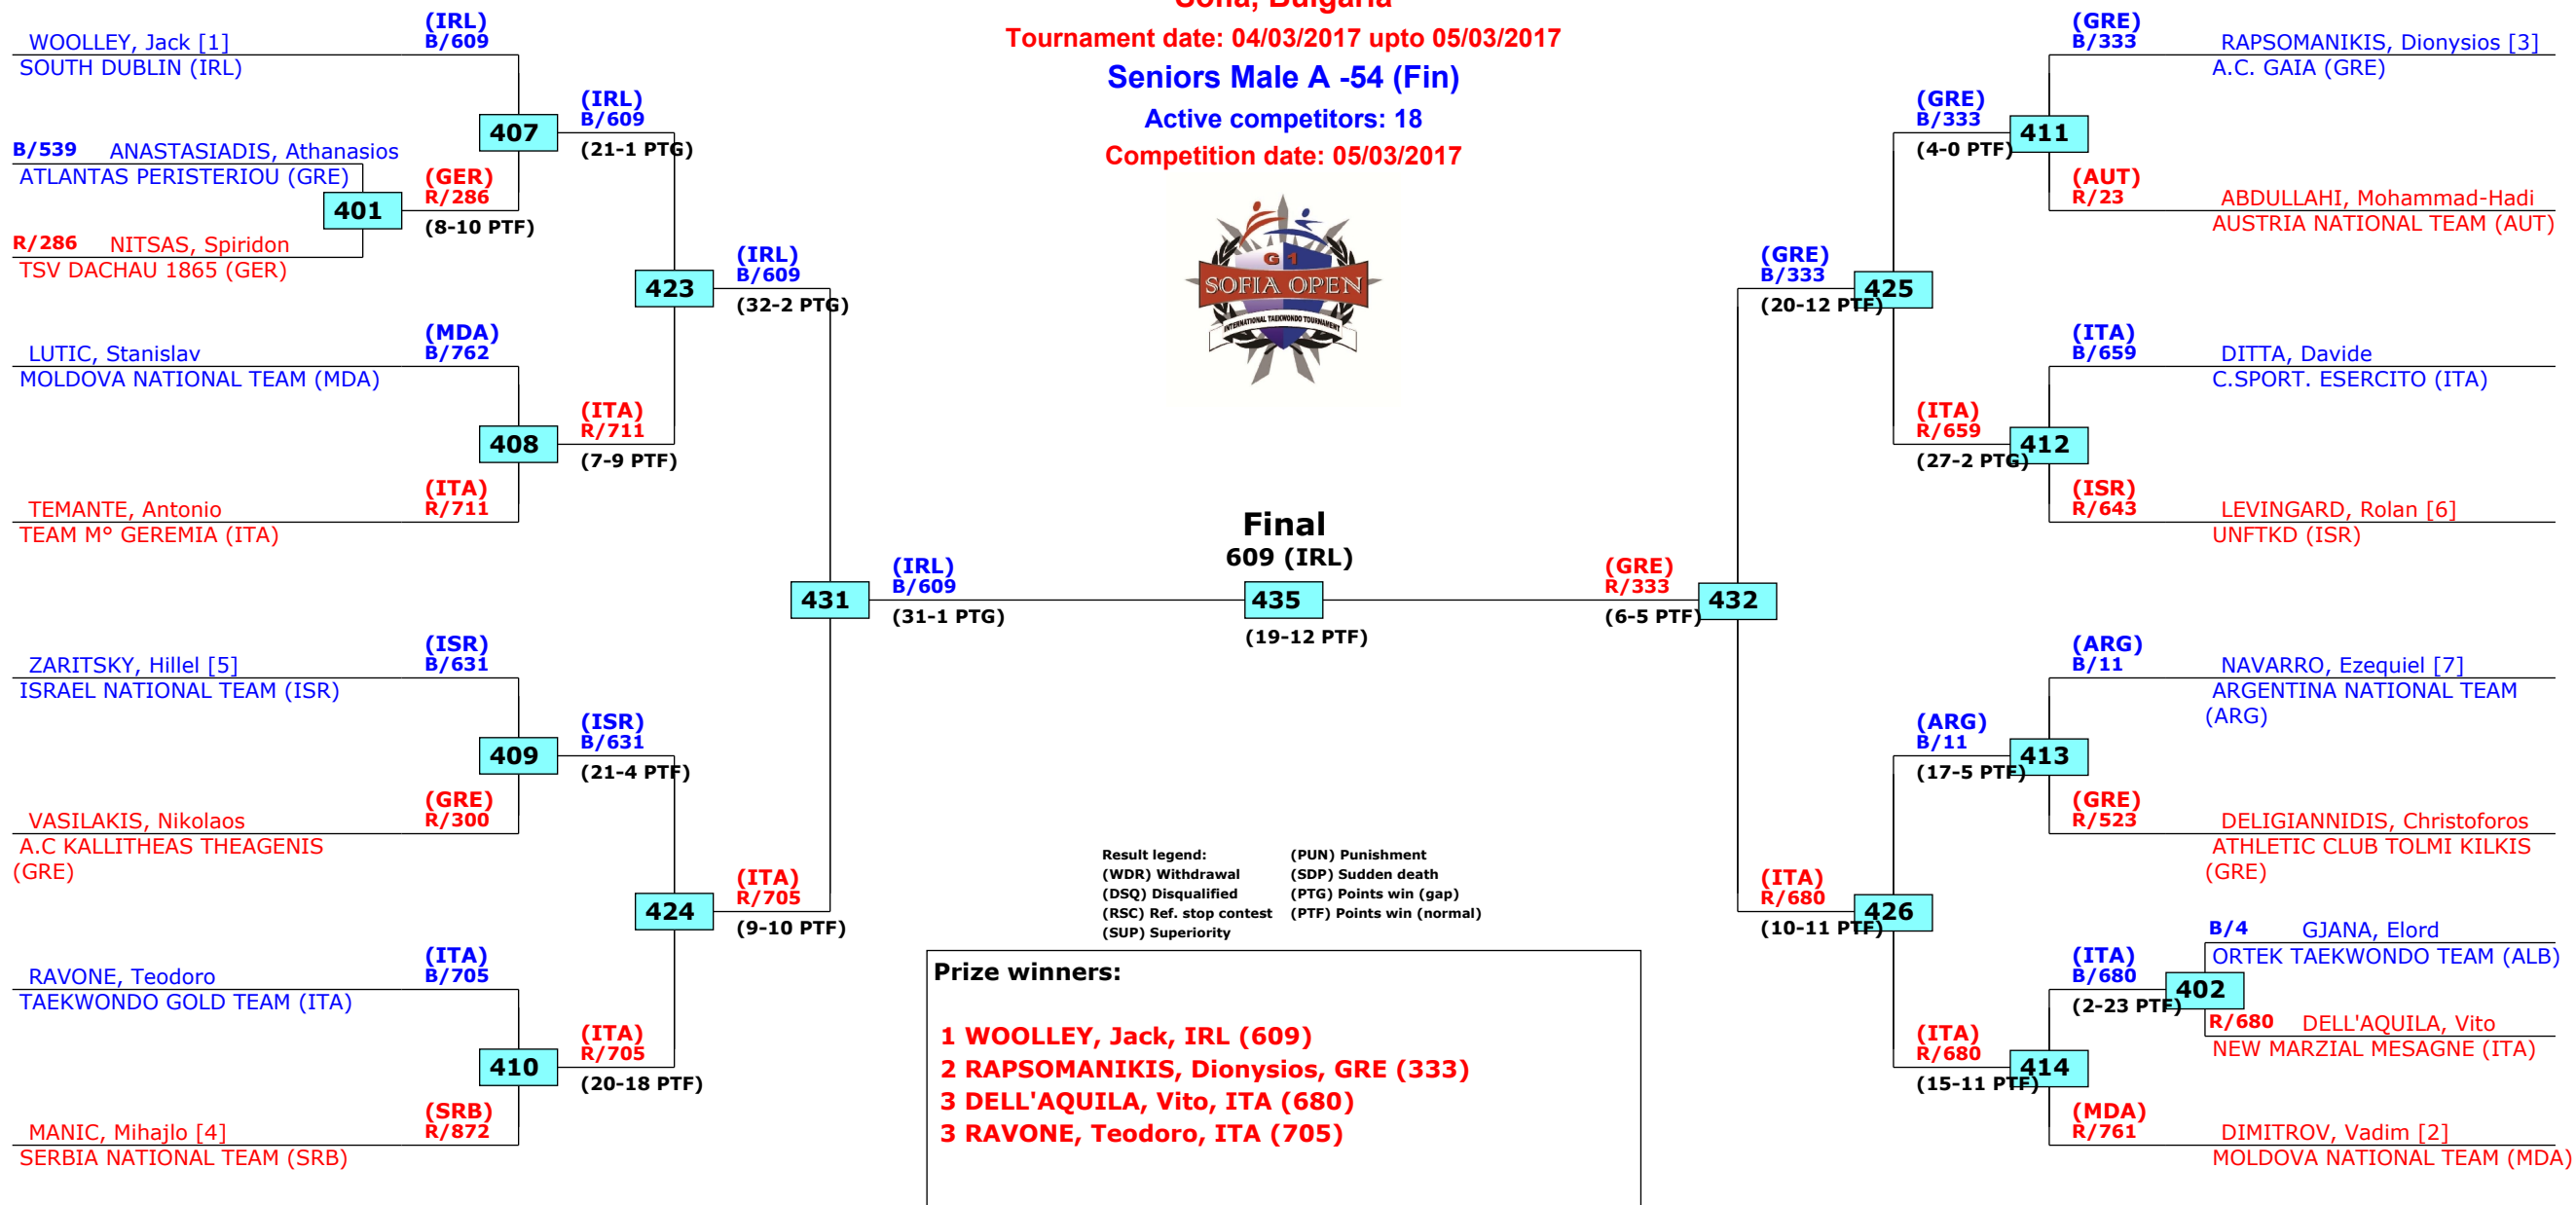 Sofia, Bulgaria
Tournament date: 04/03/2017 upto 05/03/2017
Seniors Male A -54 (Fin)
Active competitors: 18
Competition date: 05/03/2017
G 1
SOFIA OPEN
INTERNATIONAL TAEKWONDO TOURNAMENT
WOOLLEY, Jack [1]
SOUTH DUBLIN (IRL)
(IRL)
B/609
B/539 ANASTASIADIS, Athanasios
ATLANTAS PERISTERIOU (GRE)
401
R/286 NITSAS, Spiridon
TSV DACHAU 1865 (GER)
(GER)
R/286
(8-10 PTF)
407
(IRL)
B/609
(21-1 PTG)
LUTIC, Stanislav
MOLDOVA NATIONAL TEAM (MDA)
(MDA)
B/762
408
TEMANTE, Antonio
TEAM M° GEREMIA (ITA)
(ITA)
R/711
(ITA)
R/711
(7-9 PTF)
423
(IRL)
B/609
(32-2 PTG)
ZARITSKY, Hillel [5]
ISRAEL NATIONAL TEAM (ISR)
(ISR)
B/631
409
VASILAKIS, Nikolaos
A.C KALLITHEAS THEAGENIS
(GRE)
(GRE)
R/300
(ISR)
B/631
(21-4 PTF)
RAVONE, Teodoro
TAEKWONDO GOLD TEAM (ITA)
(ITA)
B/705
410
MANIC, Mihajlo [4]
SERBIA NATIONAL TEAM (SRB)
(SRB)
R/872
(ITA)
R/705
(20-18 PTF)
424
(ITA)
R/705
(9-10 PTF)
431
(IRL)
B/609
(31-1 PTG)
Final
609 (IRL)
435
(19-12 PTF)
(GRE)
R/333
(6-5 PTF)
432
(GRE)
B/333
(20-12 PTF)
425
(GRE)
B/333
(4-0 PTF)
411
(GRE)
B/333
RAPSOMANIKIS, Dionysios [3]
A.C. GAIA (GRE)
(AUT)
R/23
ABDULLAHI, Mohammad-Hadi
AUSTRIA NATIONAL TEAM (AUT)
(ITA)
R/659
(27-2 PTG)
412
(ITA)
B/659
DITTA, Davide
C.SPORT. ESERCITO (ITA)
(ISR)
R/643
LEVINGARD, Rolan [6]
UNFTKD (ISR)
(ITA)
R/680
(10-11 PTF)
426
(ARG)
B/11
(17-5 PTF)
413
(ARG)
B/11
NAVARRO, Ezequiel [7]
ARGENTINA NATIONAL TEAM
(ARG)
(GRE)
R/523
DELIGIANNIDIS, Christoforos
ATHLETIC CLUB TOLMI KILKIS
(GRE)
(ITA)
R/680
(15-11 PTF)
414
(ITA)
B/680
(2-23 PTF)
402
B/4 GJANA, Elord
ORTEK TAEKWONDO TEAM (ALB)
R/680 DELL'AQUILA, Vito
NEW MARZIAL MESAGNE (ITA)
(MDA)
R/761
DIMITROV, Vadim [2]
MOLDOVA NATIONAL TEAM (MDA)
Result legend: (PUN) Punishment
(WDR) Withdrawal (SDP) Sudden death
(DSQ) Disqualified (PTG) Points win (gap)
(RSC) Ref. stop contest (PTF) Points win (normal)
(SUP) Superiority
Prize winners:
1 WOOLLEY, Jack, IRL (609)
2 RAPSOMANIKIS, Dionysios, GRE (333)
3 DELL'AQUILA, Vito, ITA (680)
3 RAVONE, Teodoro, ITA (705)